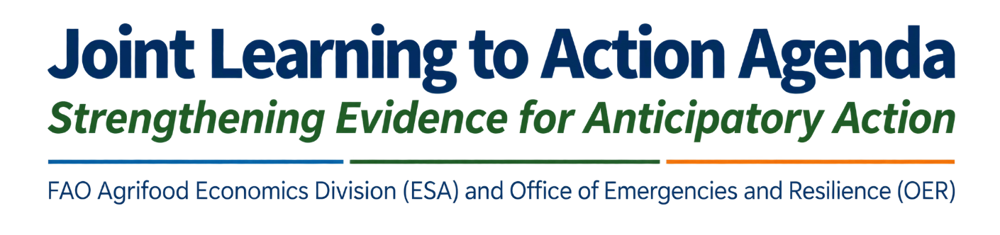 Joint Learning to Action Agenda
Strengthening Evidence for Anticipatory Action
FAO Agrifood Economics Division (ESA) and Office of Emergencies and Resilience (OER)